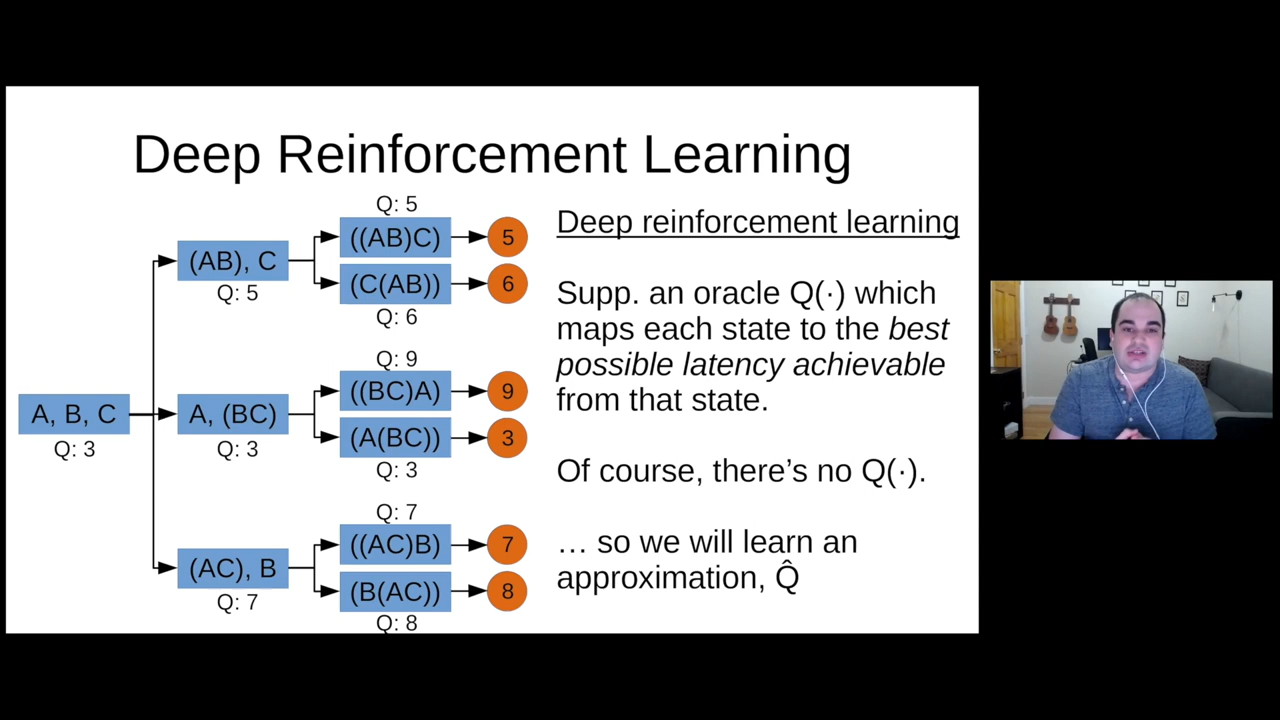 Deep Reinforcement Learning
A, B, C
Q: 3
(AB), C
Q: 5
A, (BC)
Q: 3
(AC), B
Q: 7
Q: 5
((AB)C)
5
(C(AB))
6
Q: 6
Q: 9
((BC)A)
9
(A(BC))
3
Q: 3
Q: 7
((AC)B)
7
(B(AC))
8
Q: 8
Deep reinforcement learning
Supp. an oracle Q(·) which
maps each state to the best
possible latency achievable
from that state.
Of course, there’s no Q(·).
… so we will learn an
approximation, Q̂